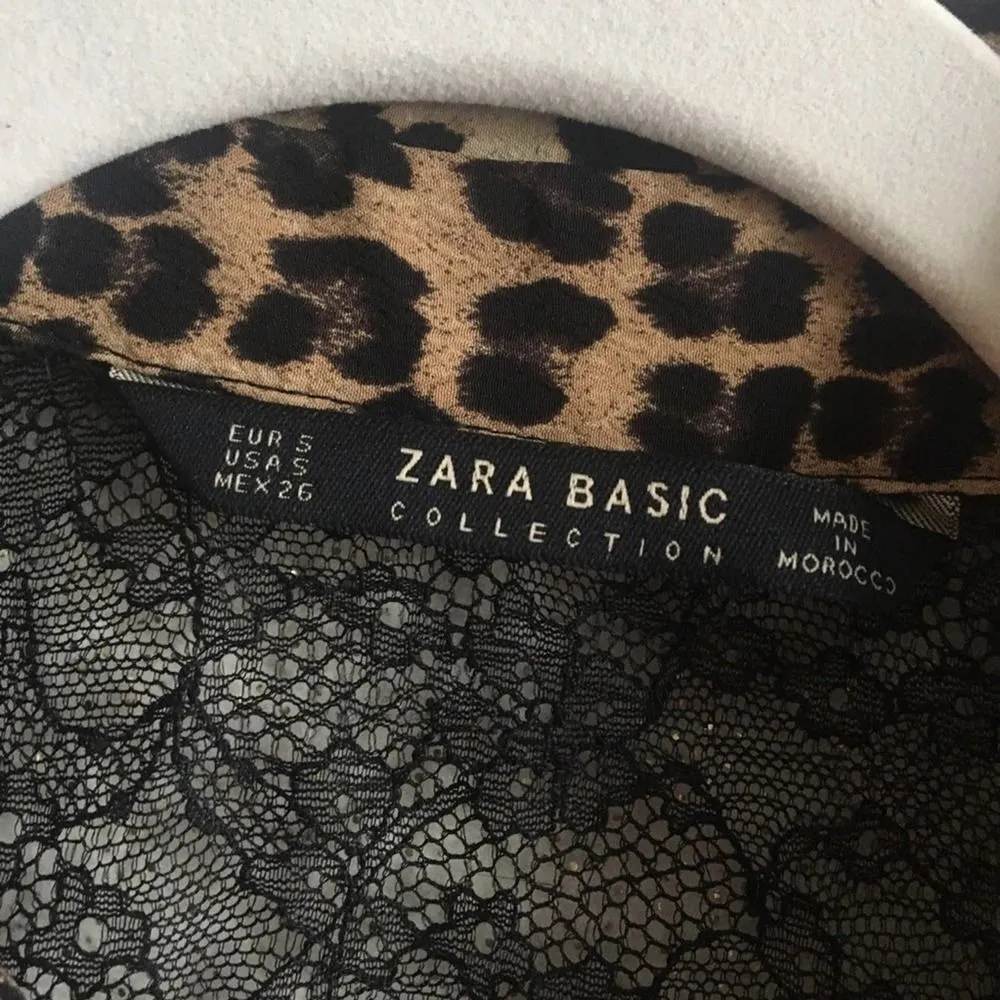 EUR S
USA S
MEX 26
ZARA BASIC
COLLECTION
MADE
IN
MOROCCO